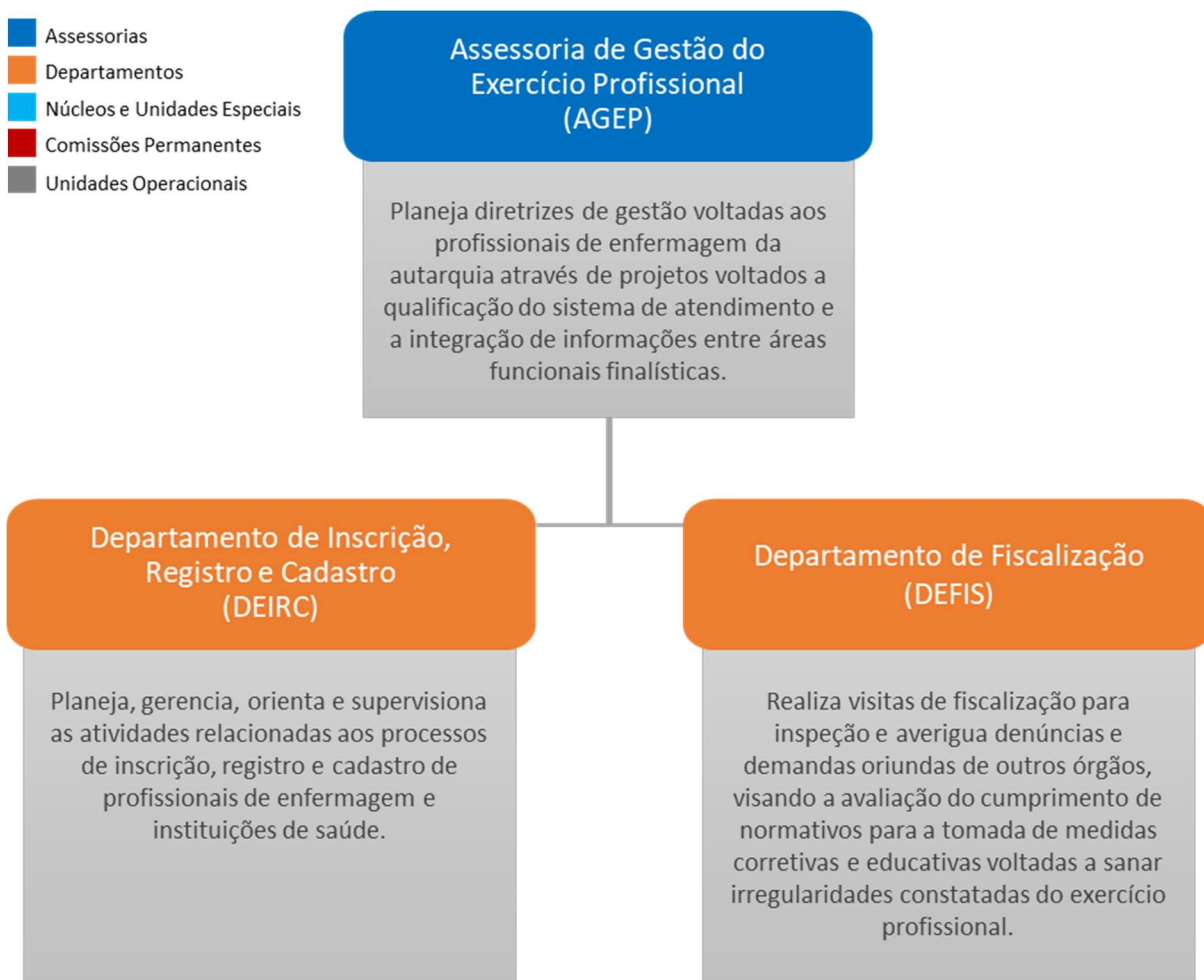 Assessorias
Departamentos
Núcleos e Unidades Especiais
Comissões Permanentes
Unidades Operacionais
Assessoria de Gestão do
Exercício Profissional
(AGEP)
Planeja diretrizes de gestão voltadas aos
profissionais de enfermagem da
autarquia através de projetos voltados a
qualificação do sistema de atendimento e
a integração de informações entre áreas
funcionais finalísticas.
Departamento de Inscrição,
Registro e Cadastro
(DEIRC)
Planeja, gerencia, orienta e supervisiona
as atividades relacionadas aos processos
de inscrição, registro e cadastro de
profissionais de enfermagem e
instituições de saúde.
Departamento de Fiscalização
(DEFIS)
Realiza visitas de fiscalização para
inspeção e averigua denúncias e
demandas oriundas de outros órgãos,
visando a avaliação do cumprimento de
normativos para a tomada de medidas
corretivas e educativas voltadas a sanar
irregularidades constatadas do exercício
profissional.